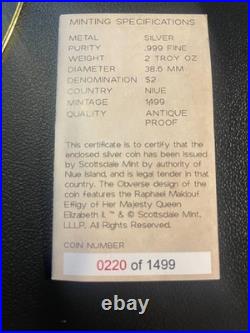 MINTING SPECIFICATIONS
METAL SILVER
PURITY .999 FINE
WEIGHT 2 TROY OZ
DIAMETER 38.6 MM
DENOMINATION $2
COUNTRY NIUE
MINTAGE 1499
QUALITY ANTIQUE
PROOF
This certificate is to certify that the
enclosed silver coin has been issued
by Scottsdale Mint by authority of
Niue Island, and is legal tender in that
country. The Obverse design of the
coin features the Raphael Maklouf
Effigy of Her Majesty Queen
Elizabeth II. ™ & © Scottsdale Mint,
LLLP. All Rights Reserved.
COIN NUMBER
0220 of 1499